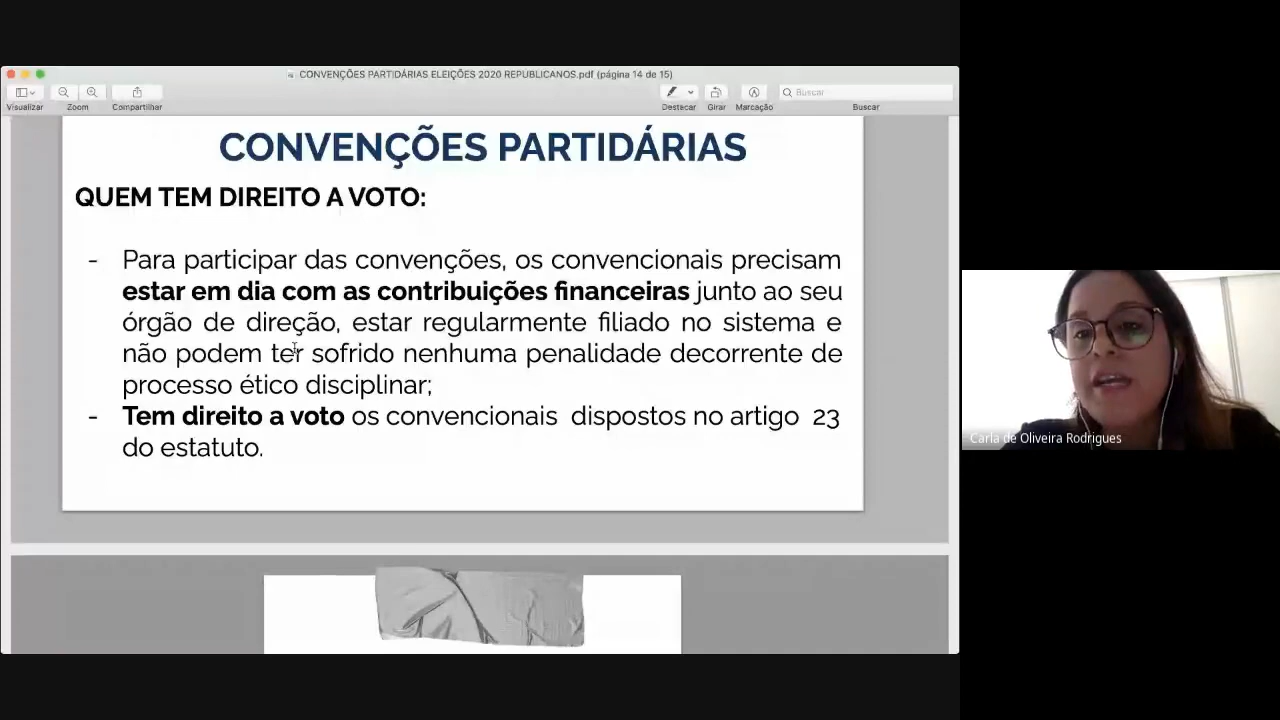 CONVENÇÕES PARTIDÁRIAS ELEIÇÕES 2020 REPUBLICANOS.pdf (página 14 de 15)
Visualizar Zoom Compartilhar Destacar Girar Marcação Buscar
Buscar
CONVENÇÕES PARTIDÁRIAS
QUEM TEM DIREITO A VOTO:
- Para participar das convenções, os convencionais precisam
estar em dia com as contribuições financeiras junto ao seu
órgão de direção, estar regularmente filiado no sistema e
não podem ter sofrido nenhuma penalidade decorrente de
processo ético disciplinar;
- Tem direito a voto os convencionais dispostos no artigo 23
do estatuto.
Carla de Oliveira Rodrigues